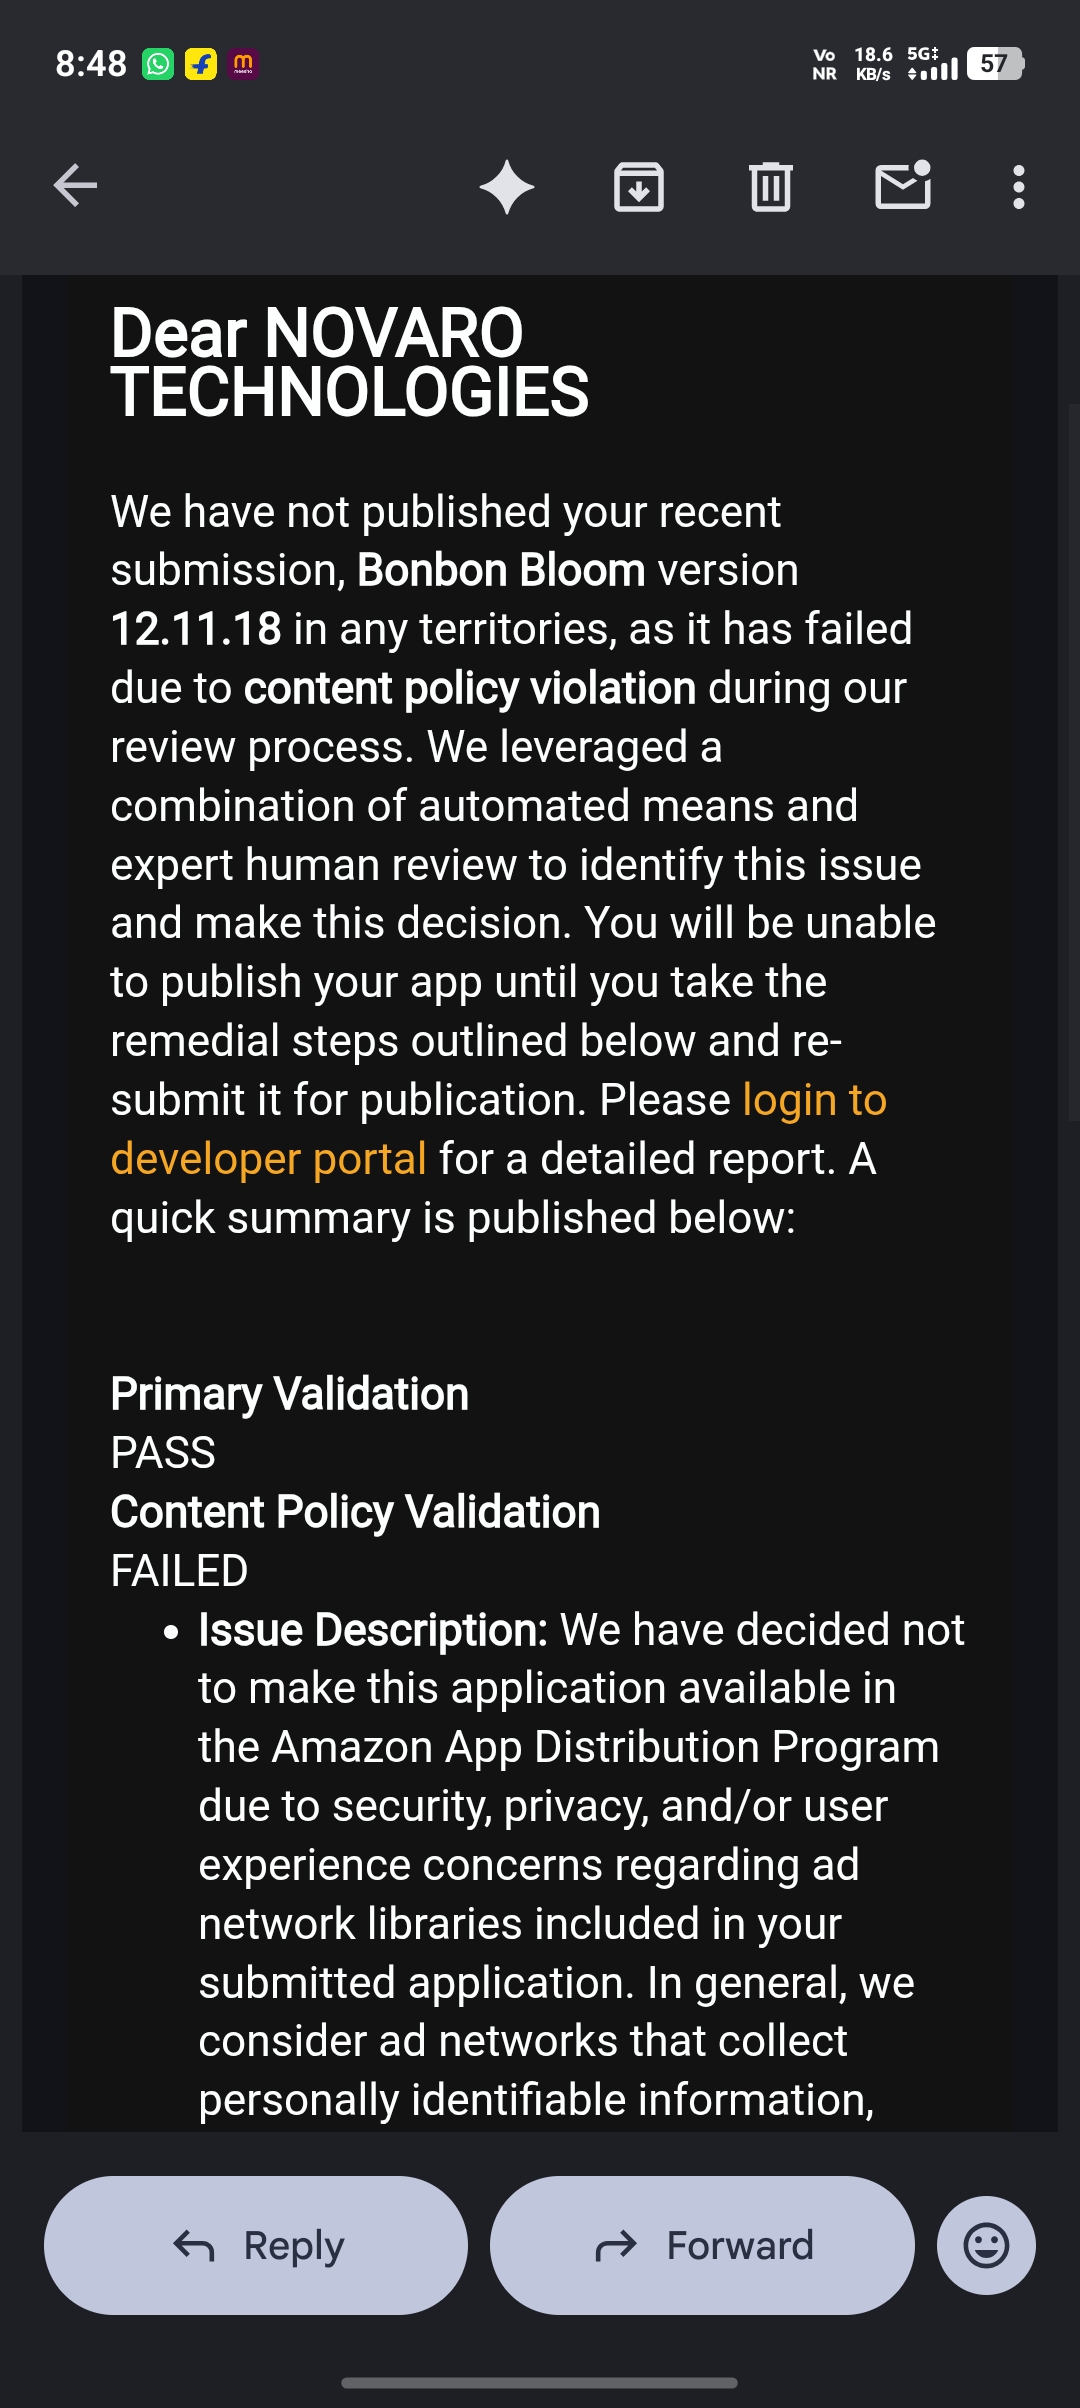 8:48
Vo NR 18.6 KB/s 5G 57
Dear NOVARO
TECHNOLOGIES
We have not published your recent
submission, Bonbon Bloom version
12.11.18 in any territories, as it has failed
due to content policy violation during our
review process. We leveraged a
combination of automated means and
expert human review to identify this issue
and make this decision. You will be unable
to publish your app until you take the
remedial steps outlined below and re-
submit it for publication. Please login to
developer portal for a detailed report. A
quick summary is published below:
Primary Validation
PASS
Content Policy Validation
FAILED
• Issue Description: We have decided not
to make this application available in
the Amazon App Distribution Program
due to security, privacy, and/or user
experience concerns regarding ad
network libraries included in your
submitted application. In general, we
consider ad networks that collect
personally identifiable information,
Reply Forward